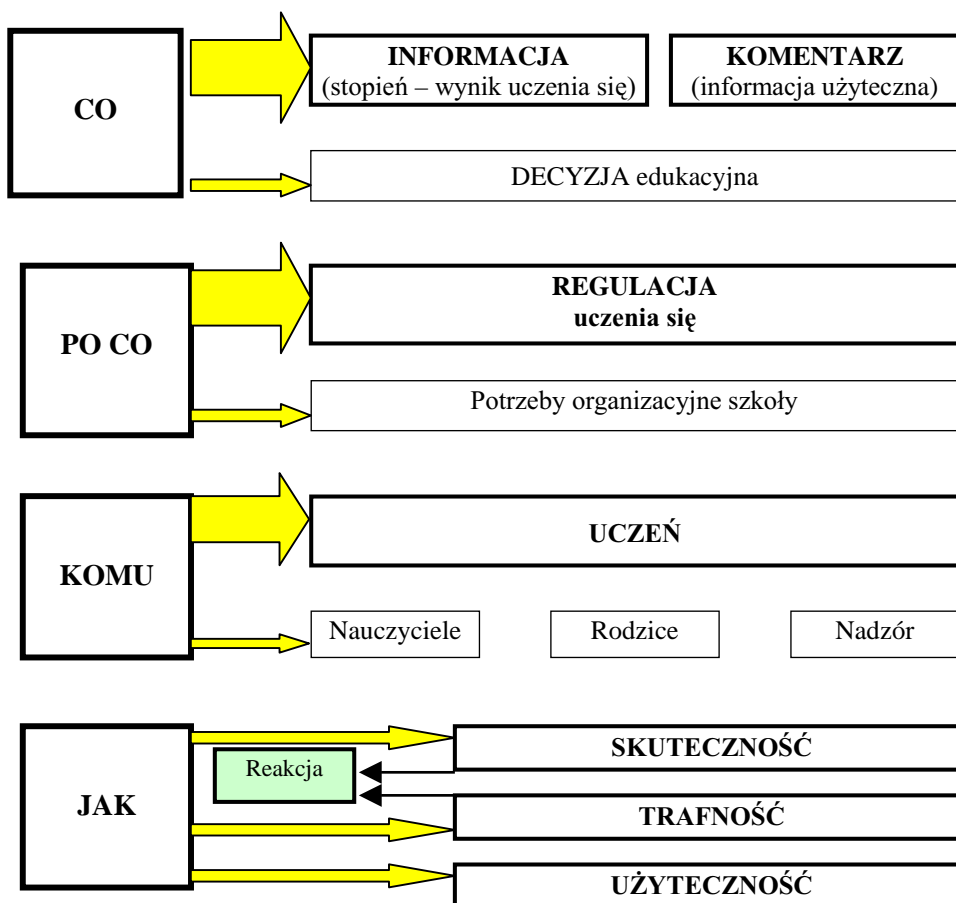 CO
INFORMACJA
(stopień – wynik uczenia się)
KOMENTARZ
(informacja użyteczna)
DECYZJA edukacyjna
PO CO
REGULACJA
uczenia się
Potrzeby organizacyjne szkoły
KOMU
UCZEŃ
Nauczyciele
Rodzice
Nadzór
JAK
SKUTECZNOŚĆ
Reakcja
TRAFNOŚĆ
UŻYTECZNOŚĆ